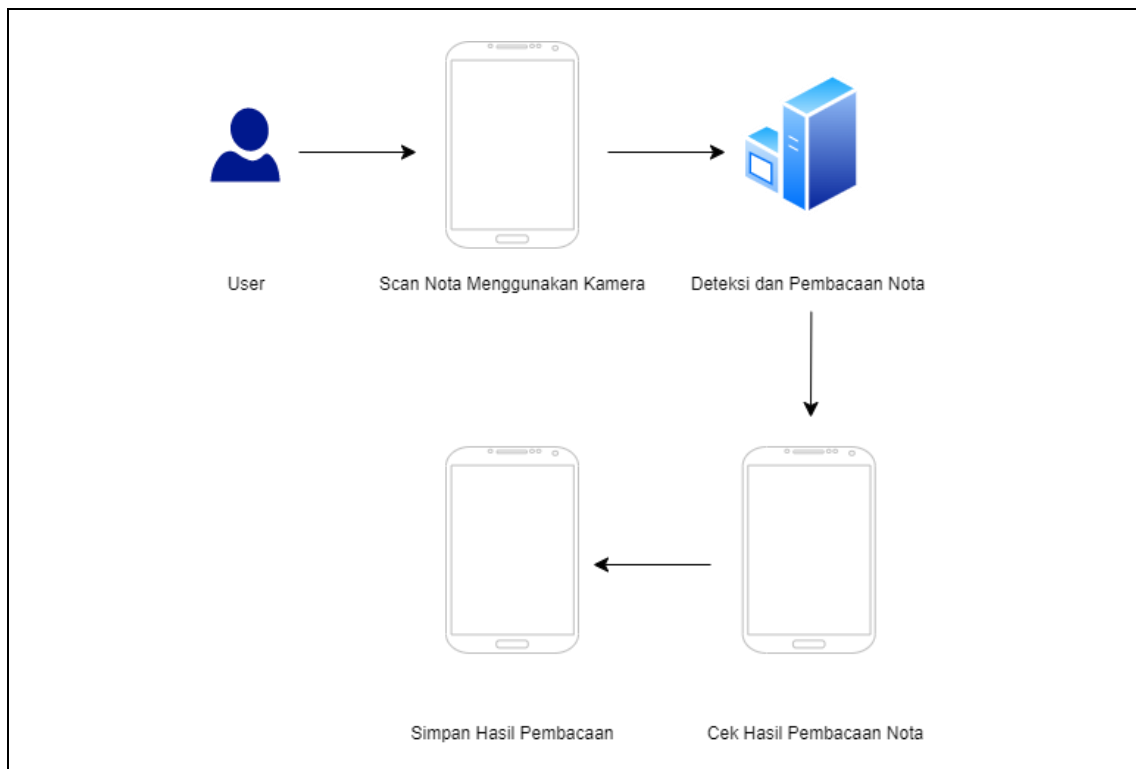 User
Scan Nota Menggunakan Kamera
Deteksi dan Pembacaan Nota
Simpan Hasil Pembacaan
Cek Hasil Pembacaan Nota